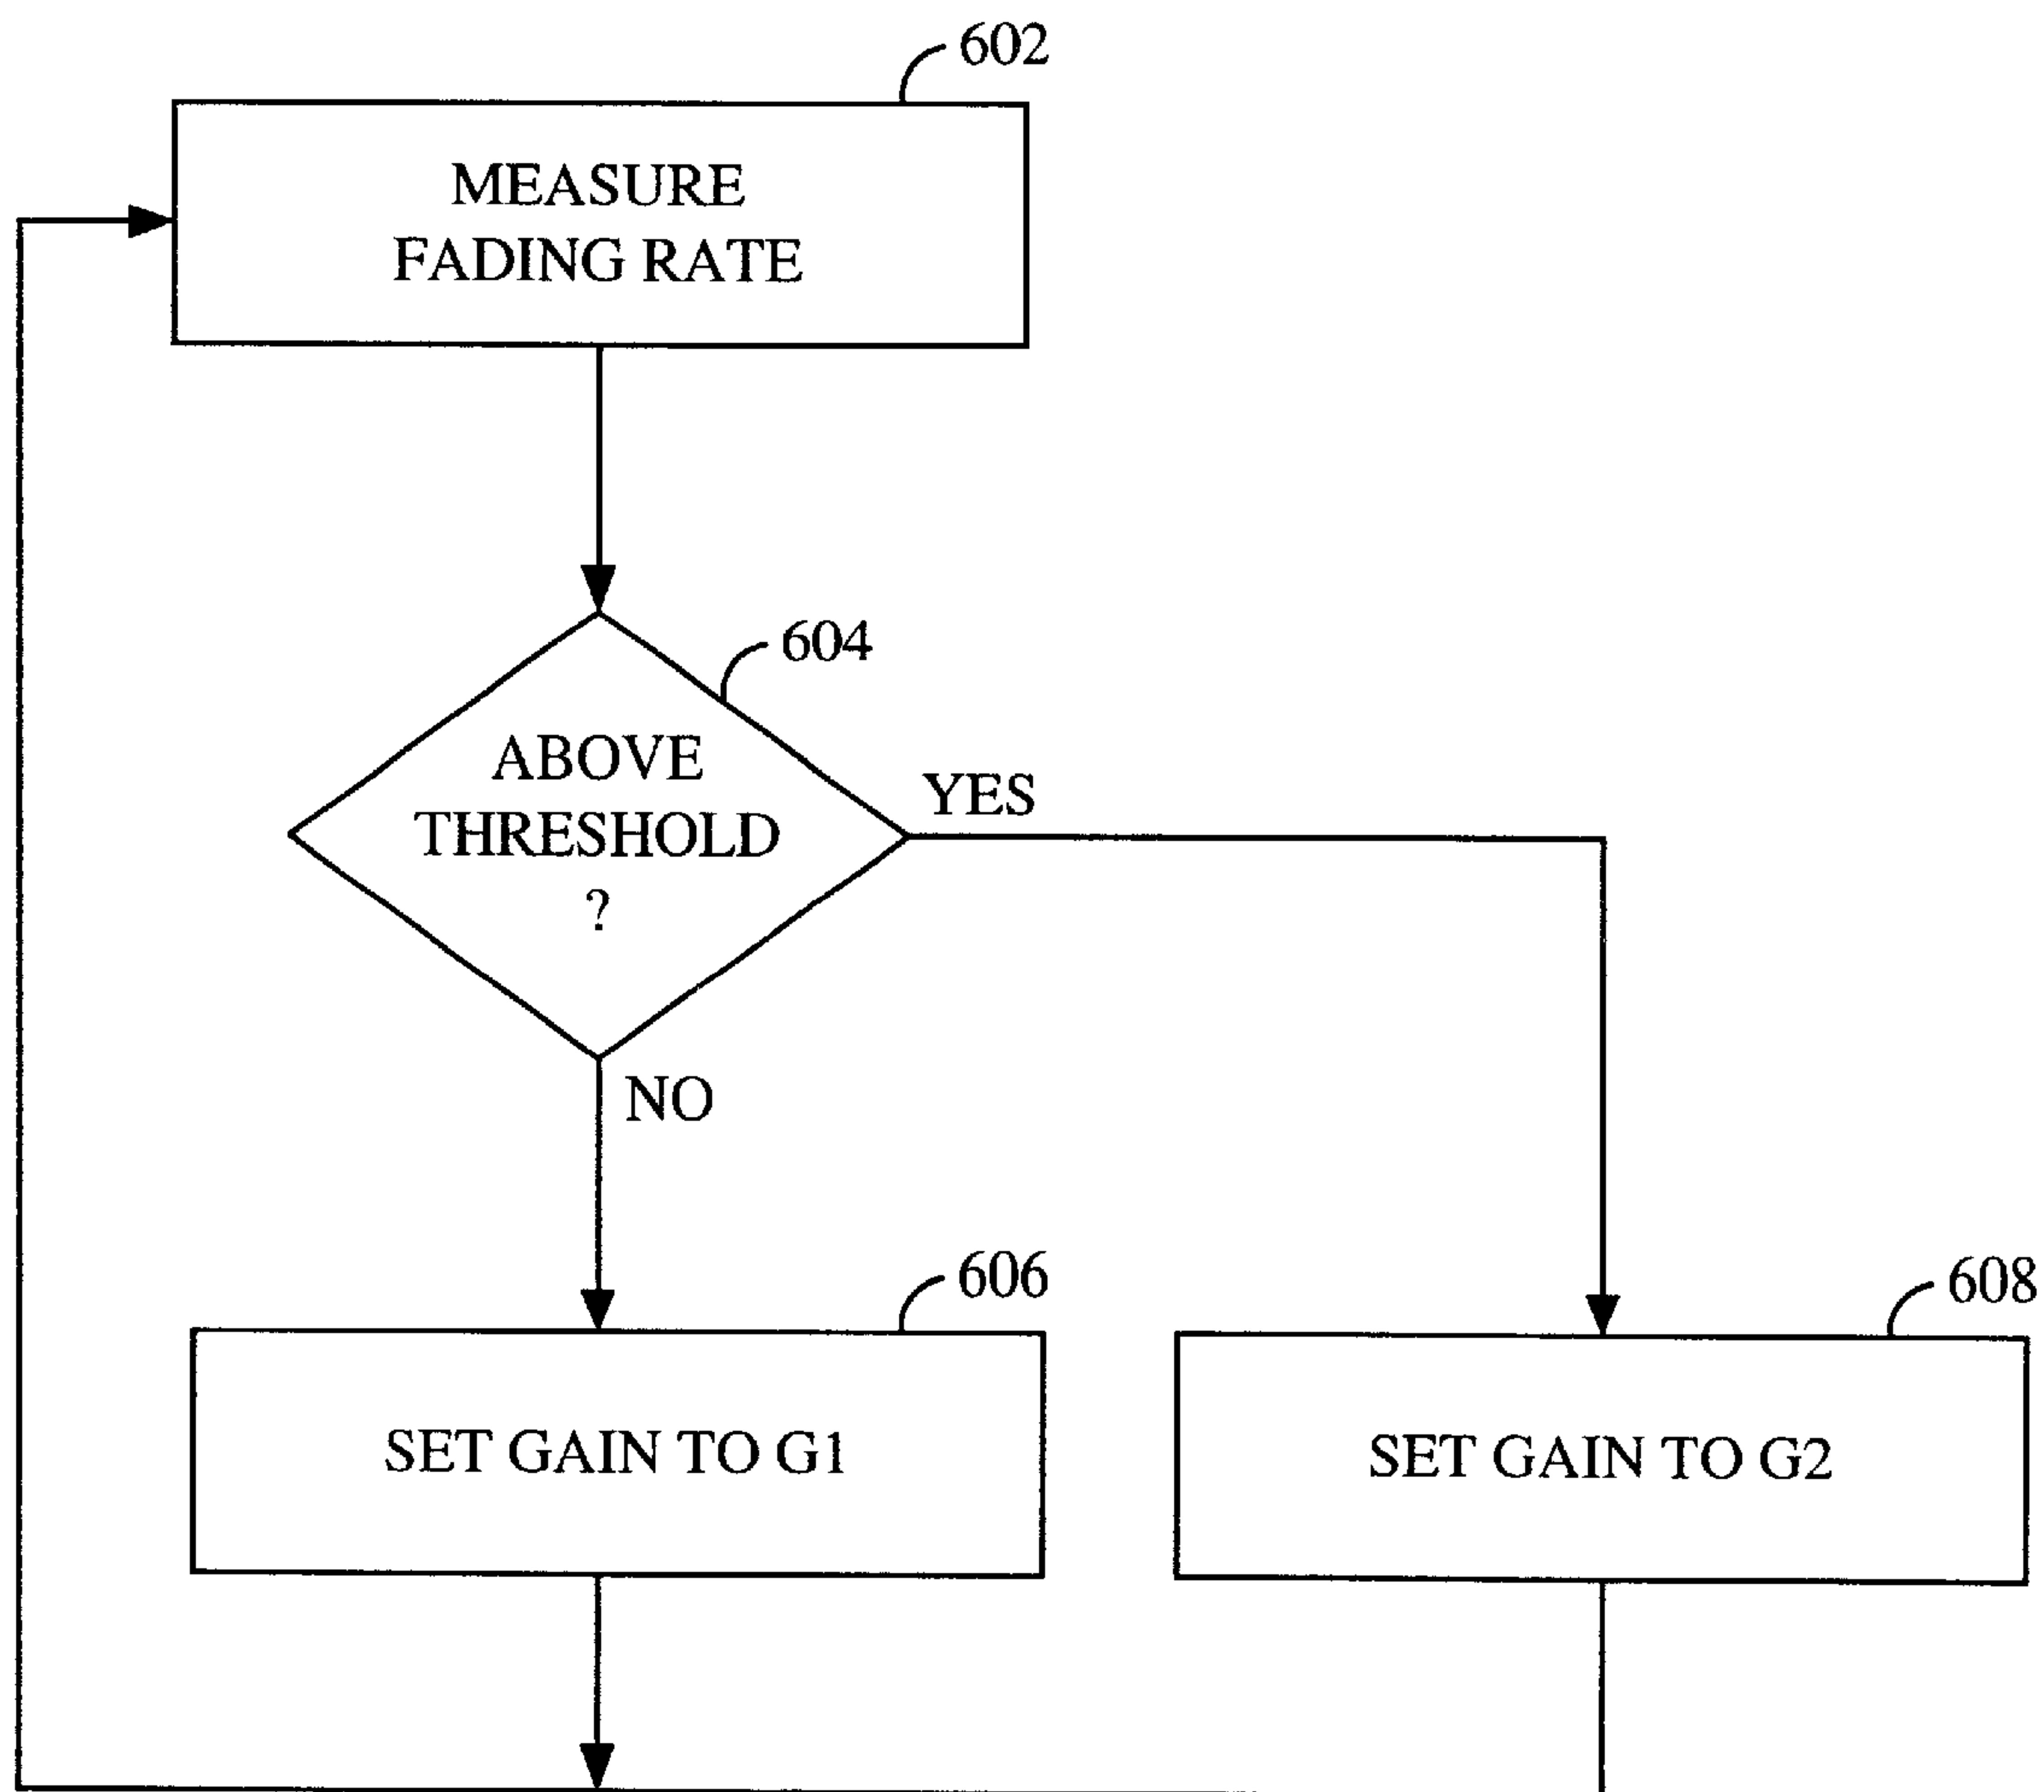 602
MEASURE
FADING RATE
604
ABOVE
THRESHOLD
?
YES
NO
606
SET GAIN TO G1
608
SET GAIN TO G2